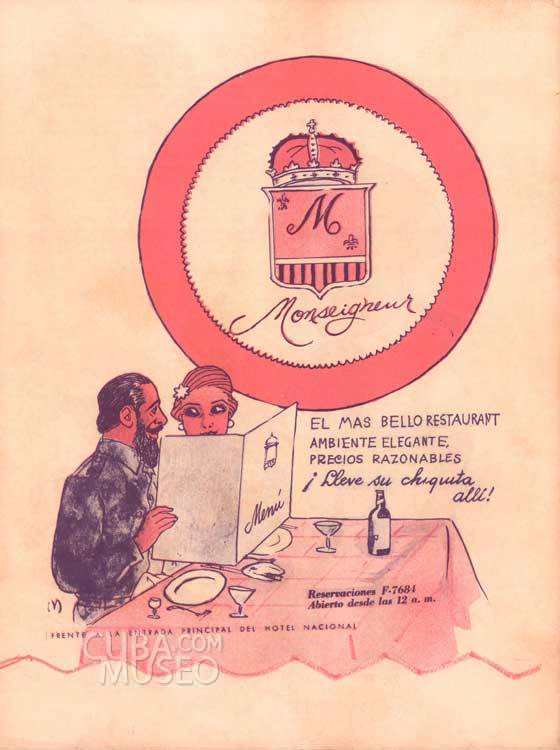 M
Monseigneur
EL MAS BELLO RESTAURANT
AMBIENTE ELEGANTE,
PRECIOS RAZONABLES
¡Lleve su chiquita
allí!
Menú
Reservaciones F-7684
Abierto desde las 12 a. m.
M
FRENTE A LA ENTRADA PRINCIPAL DEL HOTEL NACIONAL
CUBA.COM
MUSEO